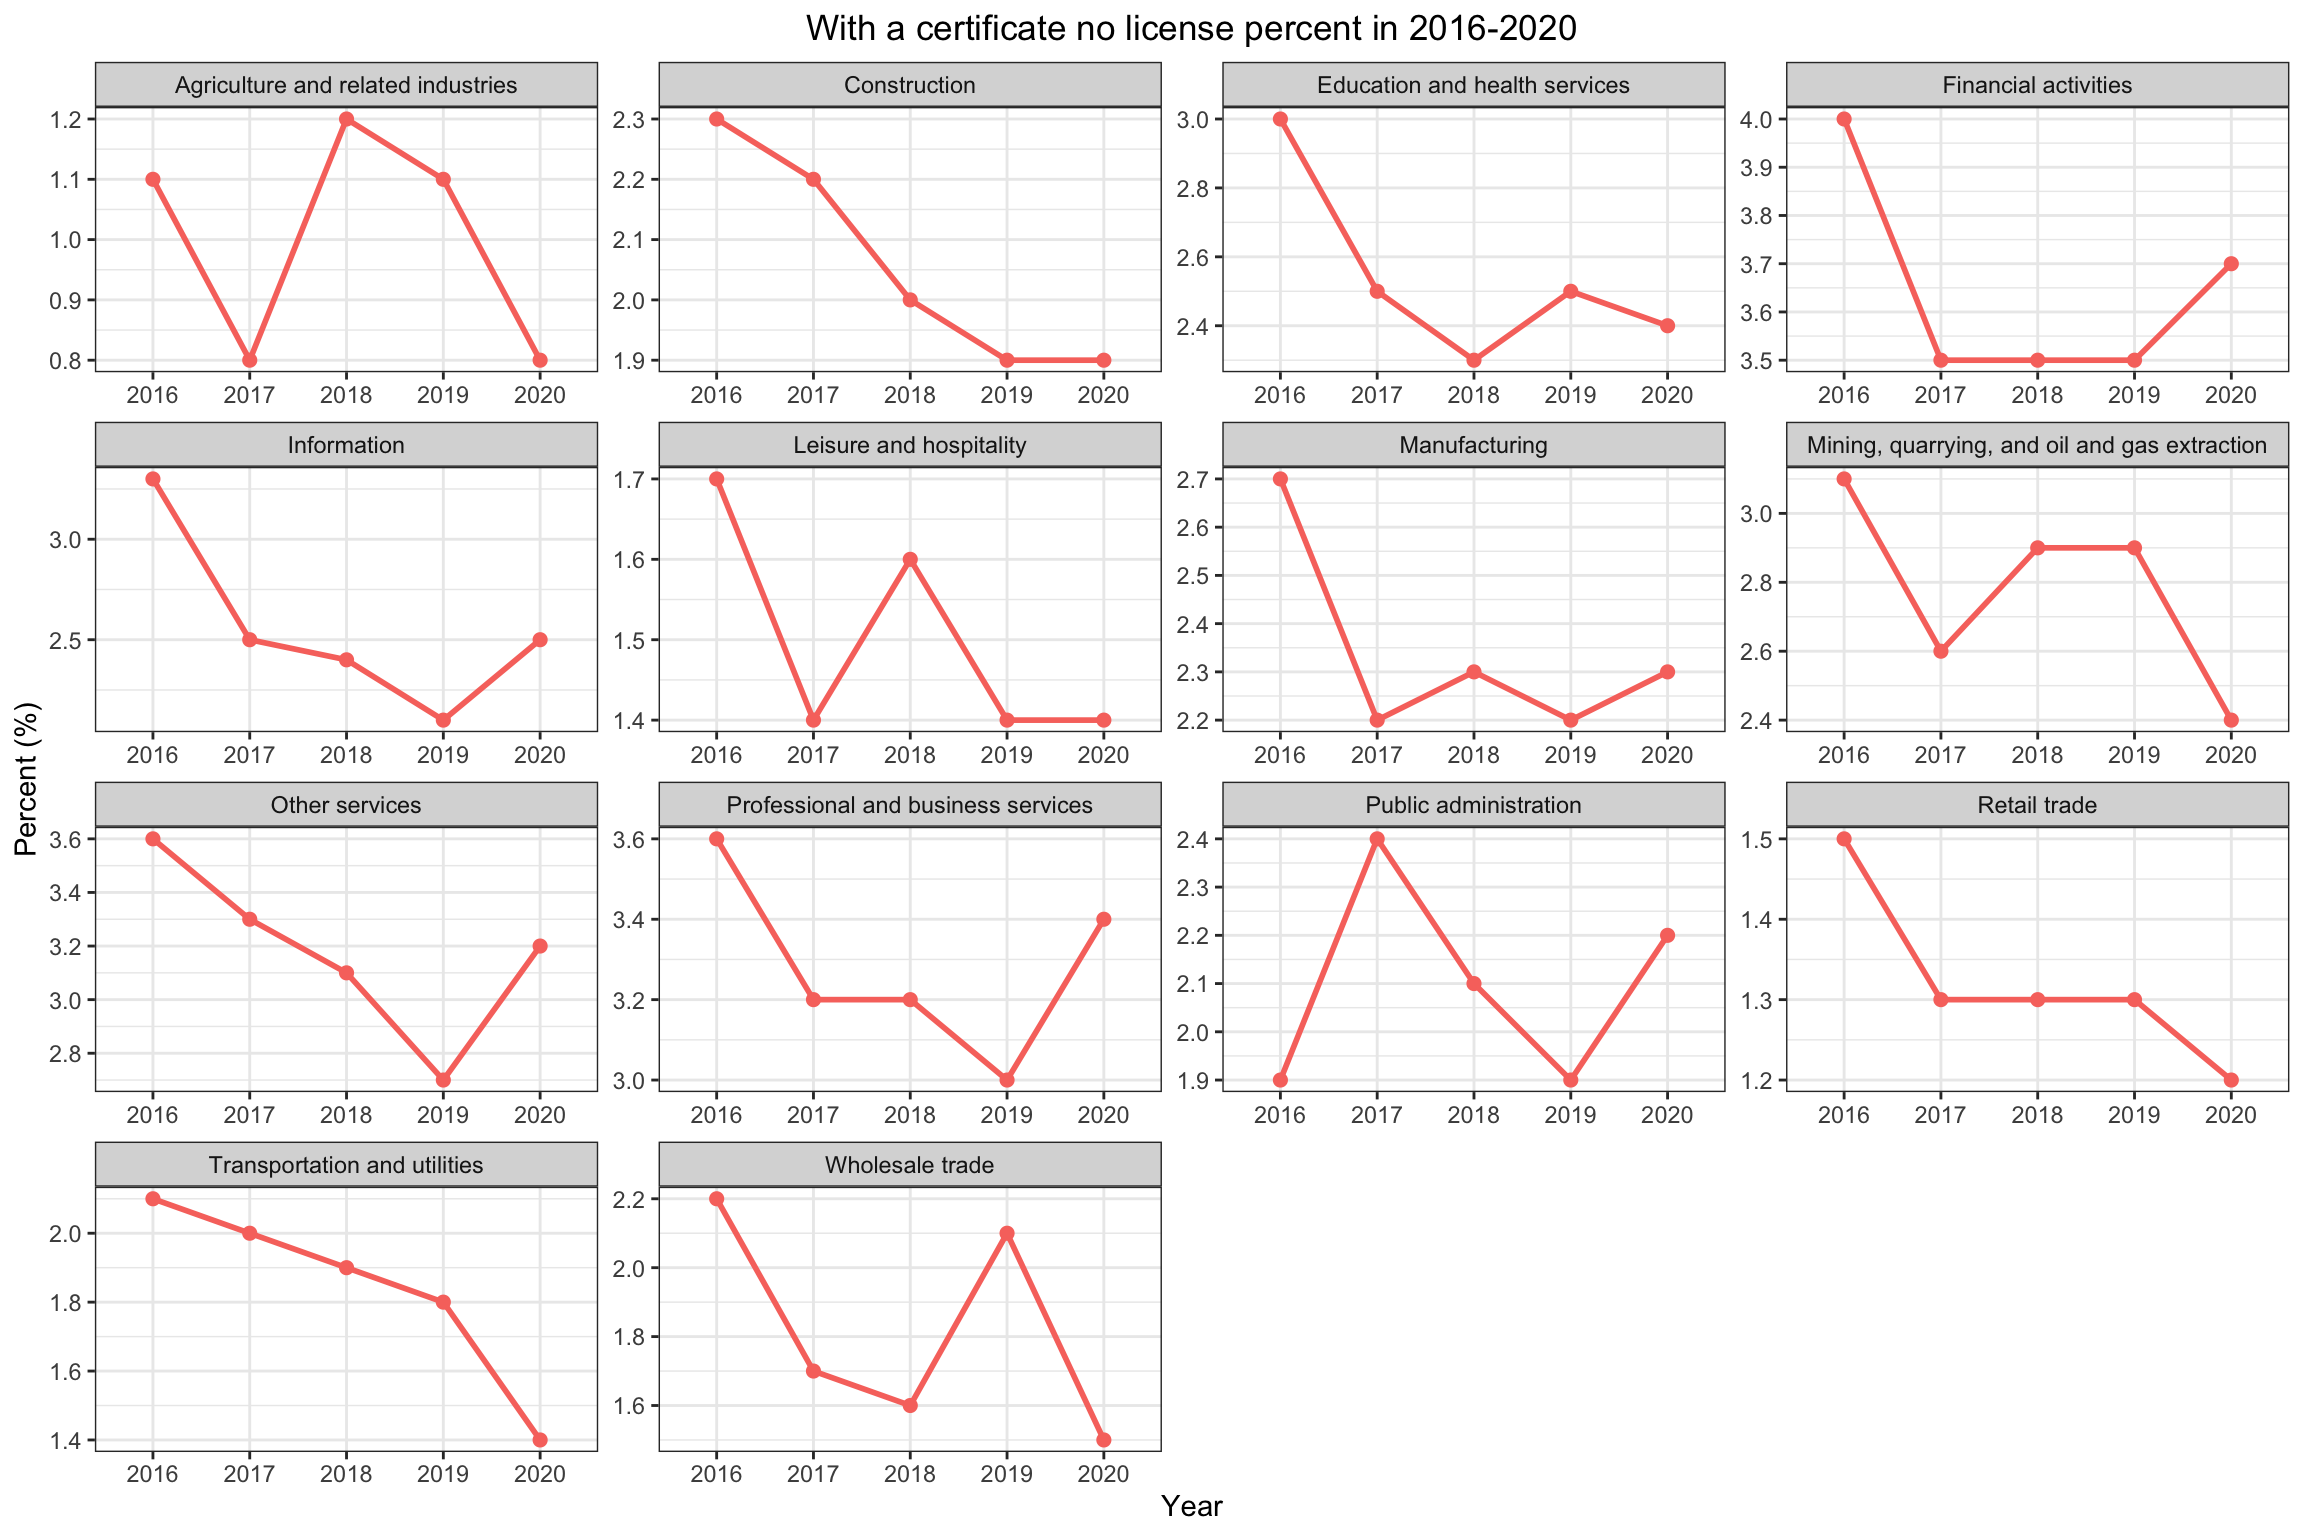 With a certificate no license percent in 2016-2020
Agriculture and related industries
1.2
1.1
1.0
0.9
0.8
2016 2017 2018 2019 2020
Construction
2.3
2.2
2.1
2.0
1.9
2016 2017 2018 2019 2020
Education and health services
3.0
2.8
2.6
2.4
2016 2017 2018 2019 2020
Financial activities
4.0
3.9
3.8
3.7
3.6
3.5
2016 2017 2018 2019 2020
Information
3.0
2.5
2016 2017 2018 2019 2020
Leisure and hospitality
1.7
1.6
1.5
1.4
2016 2017 2018 2019 2020
Manufacturing
2.7
2.6
2.5
2.4
2.3
2.2
2016 2017 2018 2019 2020
Mining, quarrying, and oil and gas extraction
3.0
2.8
2.6
2.4
2016 2017 2018 2019 2020
Percent (%)
Other services
3.6
3.4
3.2
3.0
2.8
2016 2017 2018 2019 2020
Professional and business services
3.6
3.4
3.2
3.0
2016 2017 2018 2019 2020
Public administration
2.4
2.3
2.2
2.1
2.0
1.9
2016 2017 2018 2019 2020
Retail trade
1.5
1.4
1.3
1.2
2016 2017 2018 2019 2020
Transportation and utilities
2.0
1.8
1.6
1.4
2016 2017 2018 2019 2020
Wholesale trade
2.2
2.0
1.8
1.6
2016 2017 2018 2019 2020
Year